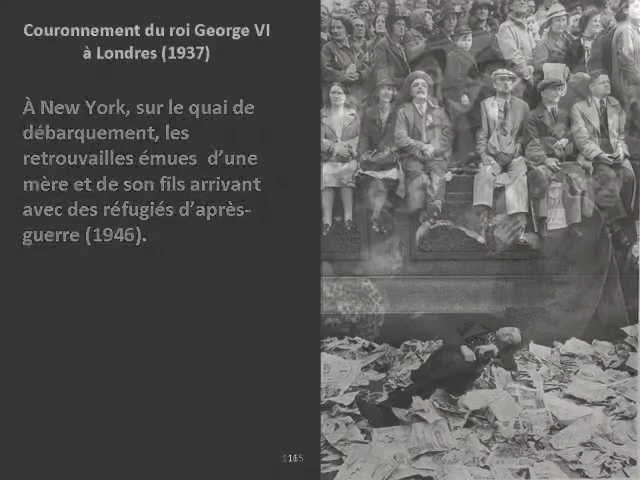 Couronnement du roi George VI
à Londres (1937)
À New York, sur le quai de
débarquement, les
retrouvailles émues d’une
mère et de son fils arrivant
avec des réfugiés d’après-
guerre (1946).